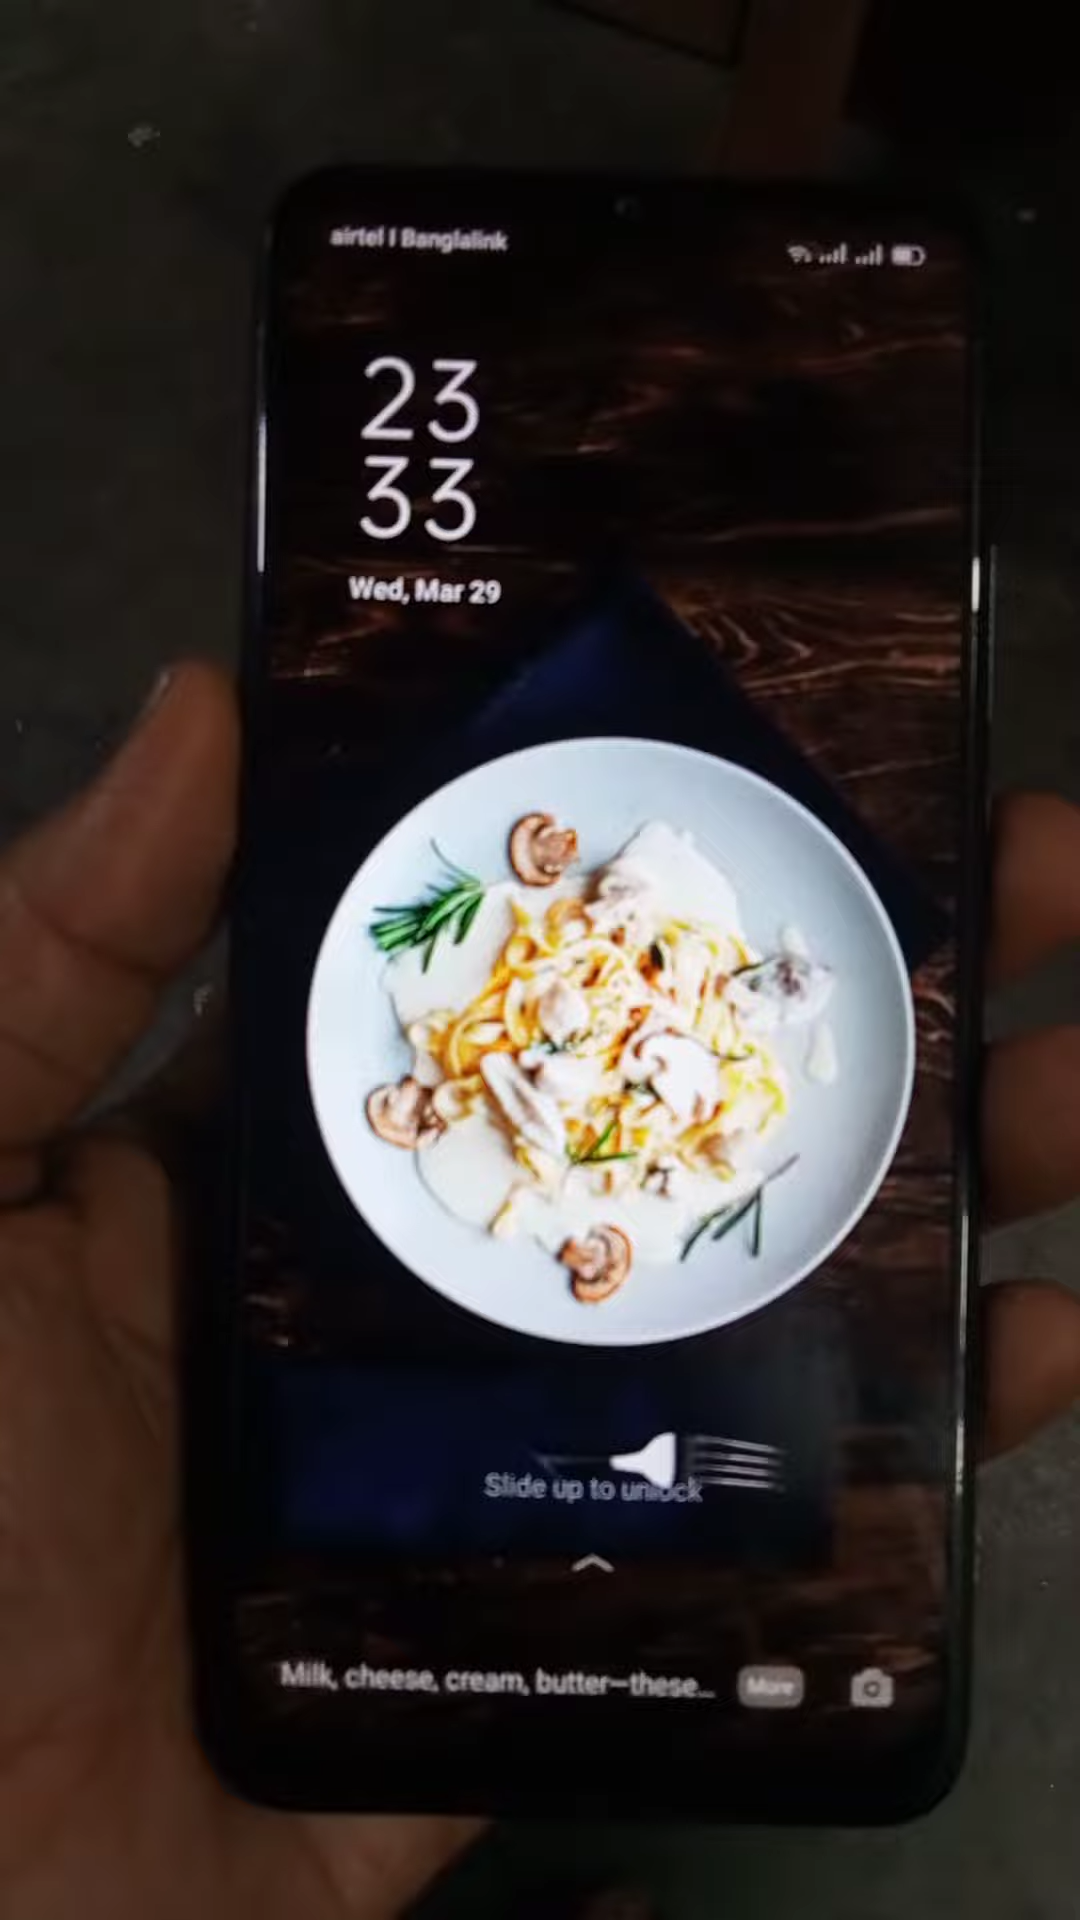 airtel | Banglalink
23
33
Wed, Mar 29
Slide up to unlock
Milk, cheese, cream, butter—these...
More